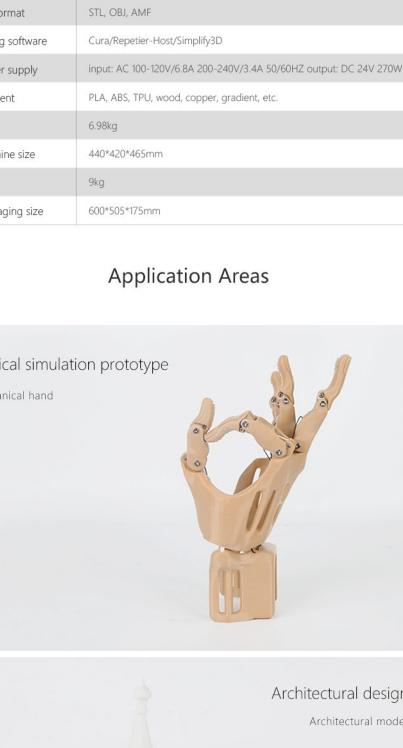 ormat STL, OBJ, AMF
g software Cura/Repetier-Host/Simplify3D
r supply input: AC 100-120V/6.8A 200-240V/3.4A 50/60HZ output: DC 24V 270W
ent PLA, ABS, TPU, wood, copper, gradient, etc.
6.98kg
ine size 440*420*465mm
9kg
aging size 600*505*175mm
Application Areas
ical simulation prototype
anical hand
Architectural design
Architectural mode